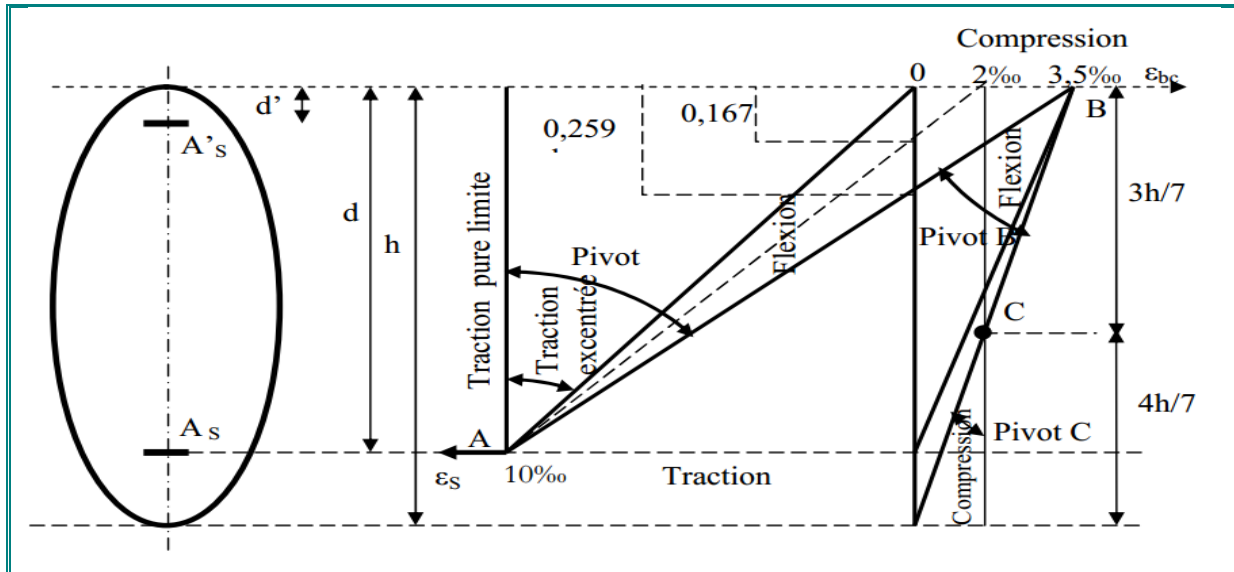 Compression
0
2‰
3,5‰
εbc
d'
A's
0,259
0,167
B
Traction pure limite
Flexion
Flexion
3h/7
d
h
Pivot B
Pivot
Traction
excentrée
C
4h/7
As
A
Pivot C
Compression
εS
10‰
Traction